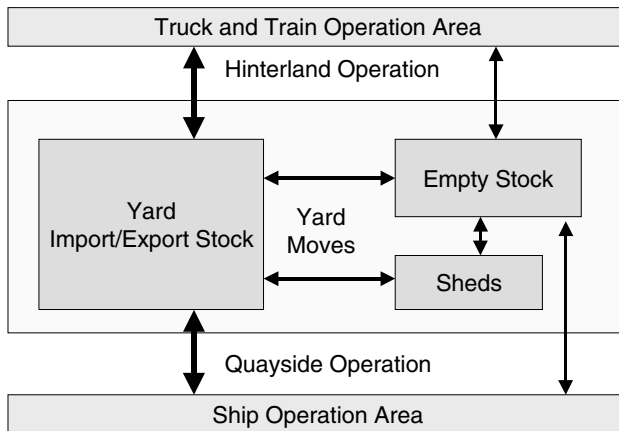 Truck and Train Operation Area
Hinterland Operation
Yard
Import/Export Stock
Yard
Moves
Empty Stock
Sheds
Quayside Operation
Ship Operation Area